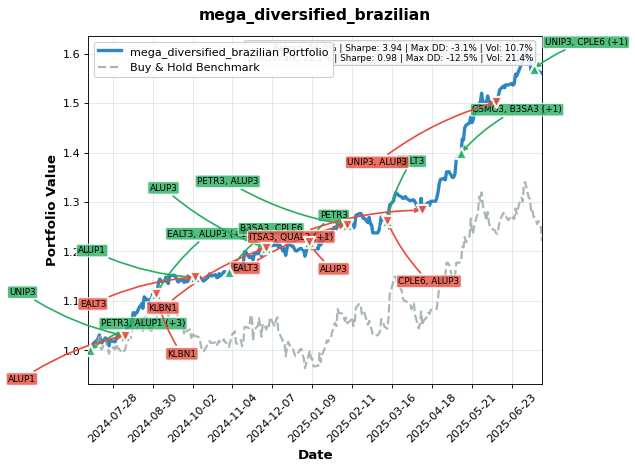 mega_diversified_brazilian
% | Sharpe: 3.94 | Max DD: -3.1% | Vol: 10.7%
| Sharpe: 0.98 | Max DD: -12.5% | Vol: 21.4%
mega_diversified_brazilian Portfolio
Buy & Hold Benchmark
UNIP3, CPLE6 (+1)
CSMG3, B3SA3 (+1)
UNIP3, ALUP3
PETR3, ALUP3
ALUP3
PETR3
B3SA3, CPLE6
EALT3, ALUP3
ITSA3, QUAL3 (+1)
ALUP1
EALT3
ALUP3
CPLE6, ALUP3
UNIP3
EALT3
KLBN1
PETR3, ALUP1 (+3)
KLBN1
ALUP1
Portfolio Value
1.6
1.5
1.4
1.3
1.2
1.1
1.0
2024-07-28
2024-08-30
2024-10-02
2024-11-04
2024-12-07
2025-01-09
2025-02-11
2025-03-16
2025-04-18
2025-05-21
2025-06-23
Date